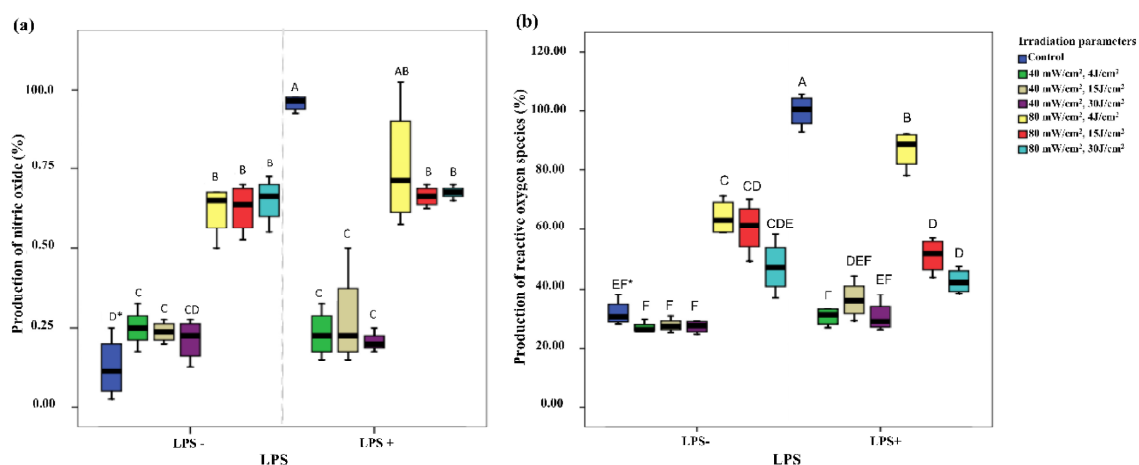 (a)
Production of nitric oxide (%)
100.0
0.75
0.50
0.25
0.00
D* C C CD B B B A C C C AB B B
LPS -
LPS +
LPS
(b)
Production of reactive oxygen species (%)
120.00
100.00
80.00
60.00
40.00
20.00
0.00
EF* F F F C CD CDE A F DEF EF B D D
LPS-
LPS+
LPS
Irradiation parameters
Control
40 mW/cm², 4J/cm²
40 mW/cm², 15J/cm²
40 mW/cm², 30J/cm²
80 mW/cm², 4J/cm²
80 mW/cm², 15J/cm²
80 mW/cm², 30J/cm²